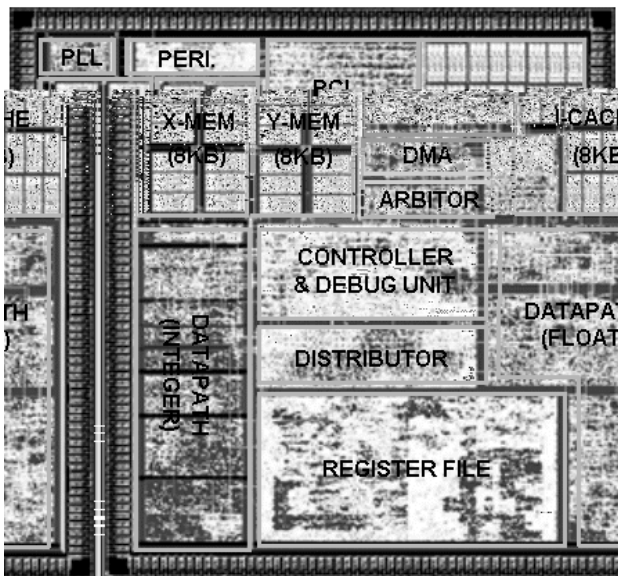 PLL
PERI.
X-MEM
(8KB)
Y-MEM
(8KB)
DMA
ARBITOR
CONTROLLER
& DEBUG UNIT
DATAPATH
(INTEGER)
DISTRIBUTOR
REGISTER FILE